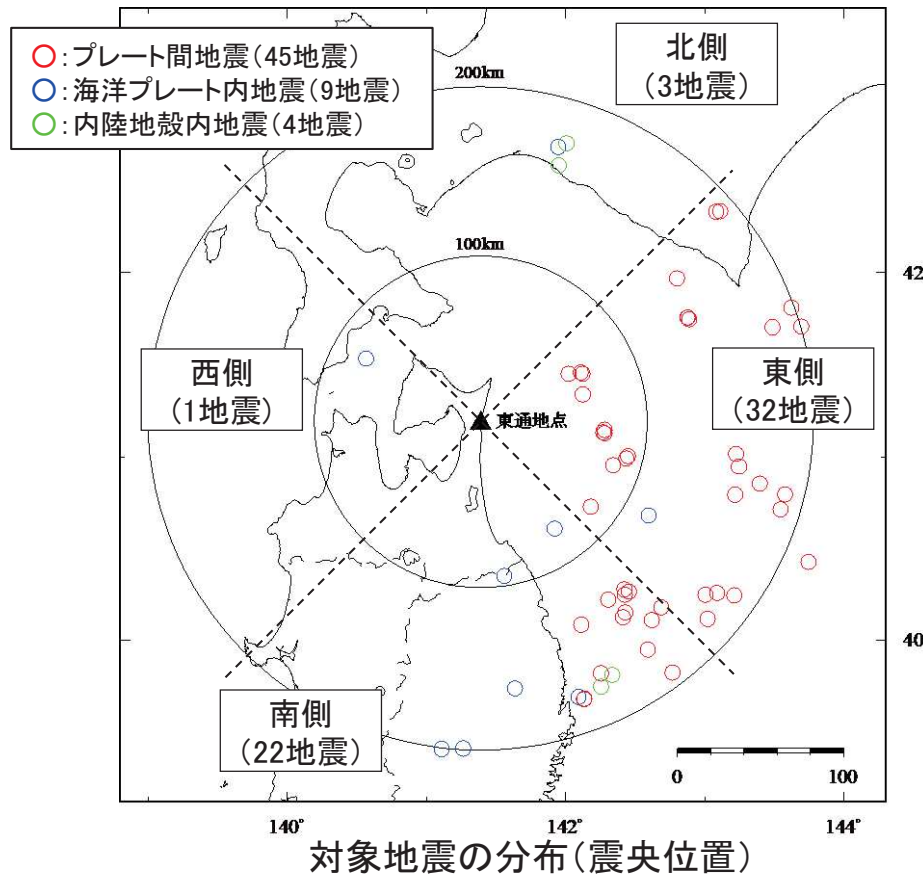 ○:プレート間地震(45地震)
○:海洋プレート内地震(9地震)
○:内陸地殻内地震(4地震)
北側
(3地震)
200km
100km
42
西側
(1地震)
東通地点
東側
(32地震)
40
南側
(22地震)
0 100
140° 142° 144°
対象地震の分布(震央位置)